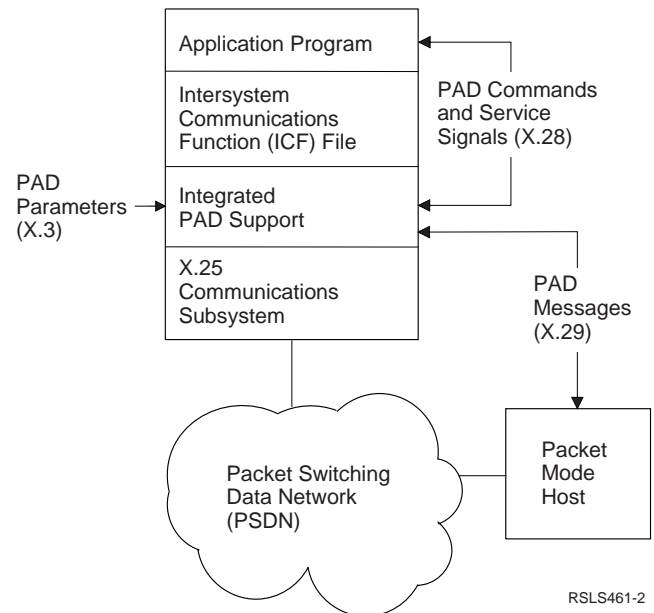 Application Program
Intersystem
Communications
Function (ICF) File
PAD Commands
and Service
Signals (X.28)
PAD
Parameters
(X.3)
Integrated
PAD Support
X.25
Communications
Subsystem
PAD
Messages
(X.29)
Packet Switching
Data Network
(PSDN)
Packet
Mode
Host
RSLS461-2